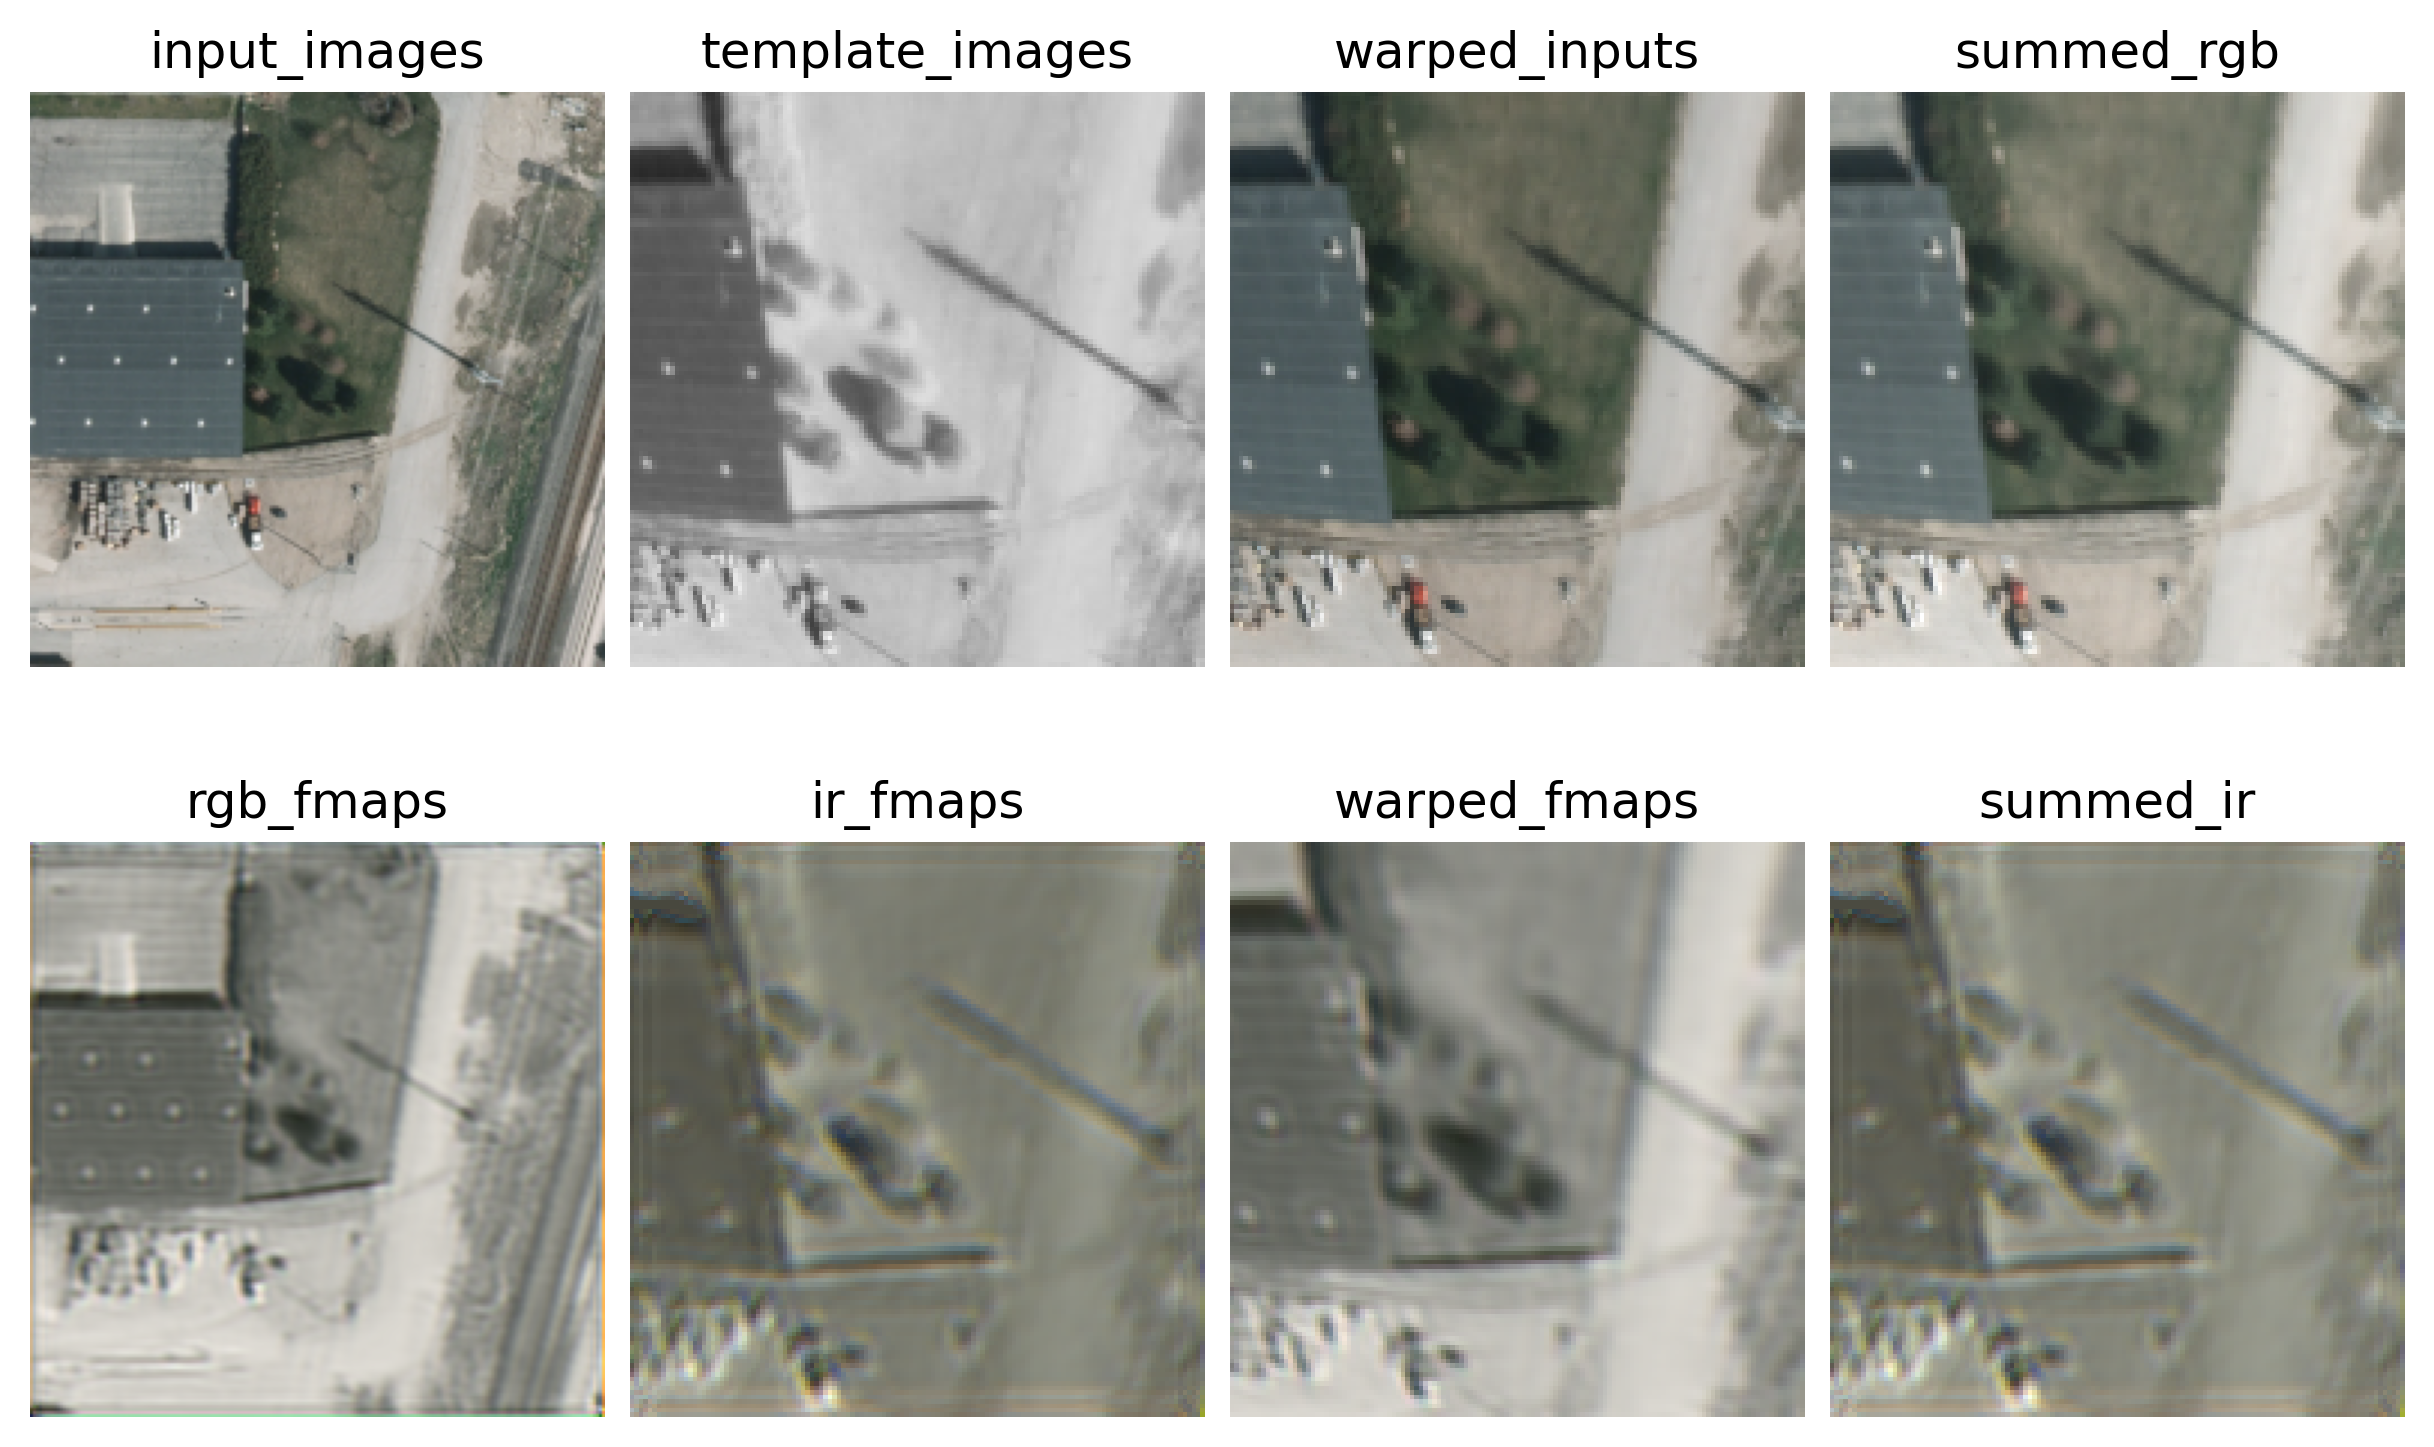 input_images
template_images
warped_inputs
summed_rgb
rgb_fmaps
ir_fmaps
warped_fmaps
summed_ir